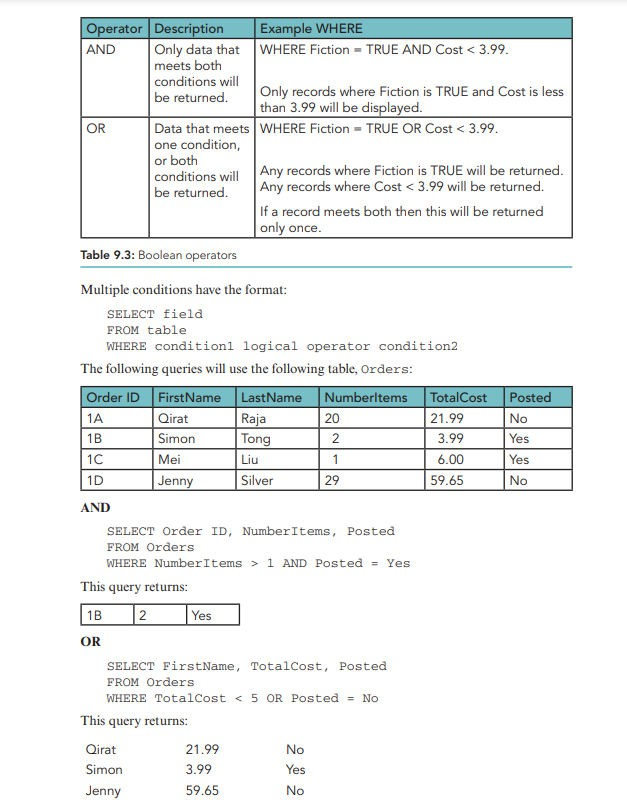 Operator Description Example WHERE
AND Only data that WHERE Fiction = TRUE AND Cost < 3.99.
meets both
conditions will
be returned. Only records where Fiction is TRUE and Cost is less
than 3.99 will be displayed.
OR Data that meets WHERE Fiction = TRUE OR Cost < 3.99.
one condition,
or both
conditions will Any records where Fiction is TRUE will be returned.
be returned. Any records where Cost < 3.99 will be returned.
If a record meets both then this will be returned
only once.
Table 9.3: Boolean operators
Multiple conditions have the format:
SELECT field
FROM table
WHERE condition1 logical operator condition2
The following queries will use the following table, Orders:
Order ID FirstName LastName NumberItems TotalCost Posted
1A Qirat Raja 20 21.99 No
1B Simon Tong 2 3.99 Yes
1C Mei Liu 1 6.00 Yes
1D Jenny Silver 29 59.65 No
AND
SELECT Order ID, NumberItems, Posted
FROM Orders
WHERE NumberItems > 1 AND Posted = Yes
This query returns:
1B 2 Yes
OR
SELECT FirstName, TotalCost, Posted
FROM Orders
WHERE TotalCost < 5 OR Posted = No
This query returns:
Qirat 21.99 No
Simon 3.99 Yes
Jenny 59.65 No